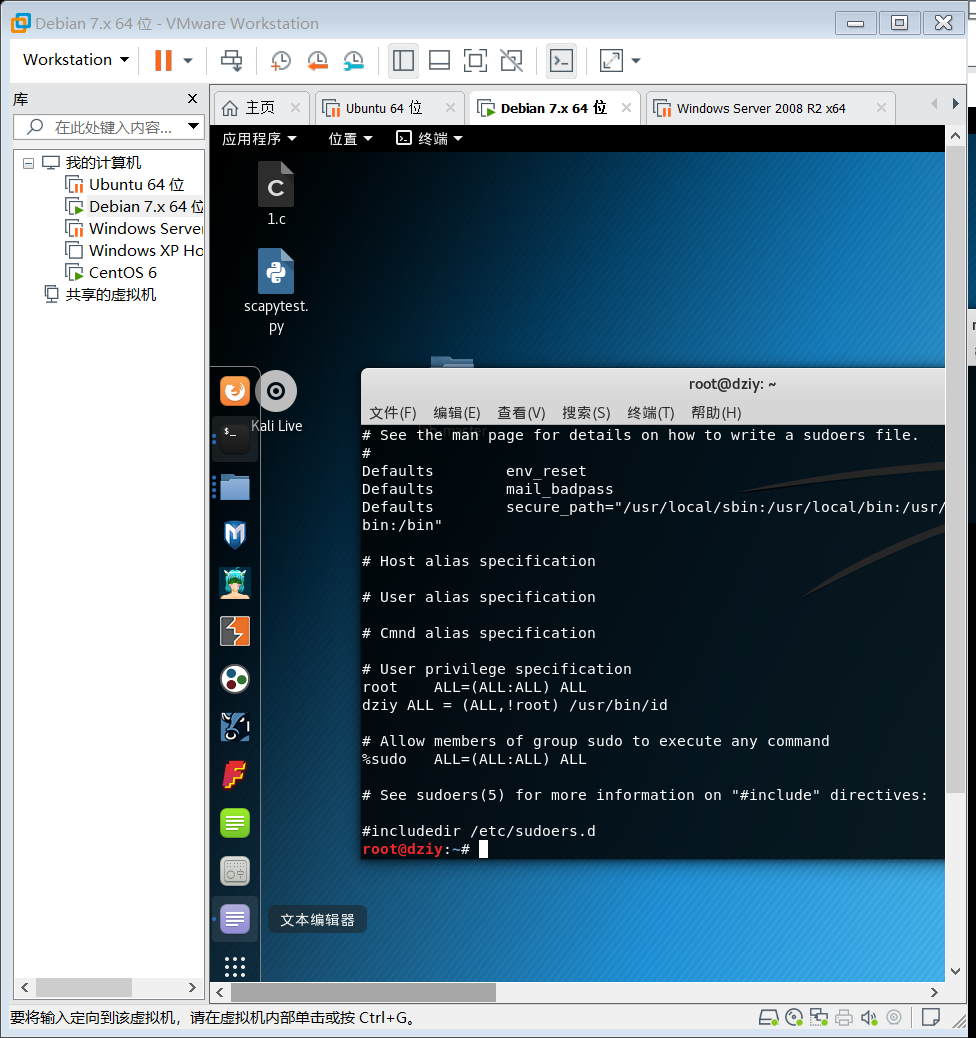 Debian 7.x 64 位 - VMware Workstation
Workstation
库
在此处键入内容...
主页
Ubuntu 64 位
Debian 7.x 64 位
Windows Server 2008 R2 x64
我的计算机
Ubuntu 64 位
Debian 7.x 64 位
Windows Server
Windows XP Ho
CentOS 6
共享的虚拟机
应用程序
位置
终端
1.c
scapytest.
py
Kali Live
root@dziy: ~
文件(F) 编辑(E) 查看(V) 搜索(S) 终端(T) 帮助(H)
# See the man page for details on how to write a sudoers file.
#
Defaults        env_reset
Defaults        mail_badpass
Defaults        secure_path="/usr/local/sbin:/usr/local/bin:/usr/
bin:/bin"
# Host alias specification
# User alias specification
# Cmnd alias specification
# User privilege specification
root    ALL=(ALL:ALL) ALL
dziy ALL = (ALL,!root) /usr/bin/id
# Allow members of group sudo to execute any command
%sudo   ALL=(ALL:ALL) ALL
# See sudoers(5) for more information on "#include" directives:
#includedir /etc/sudoers.d
root@dziy:~#
文本编辑器
要将输入定向到该虚拟机，请在虚拟机内部单击或按 Ctrl+G。